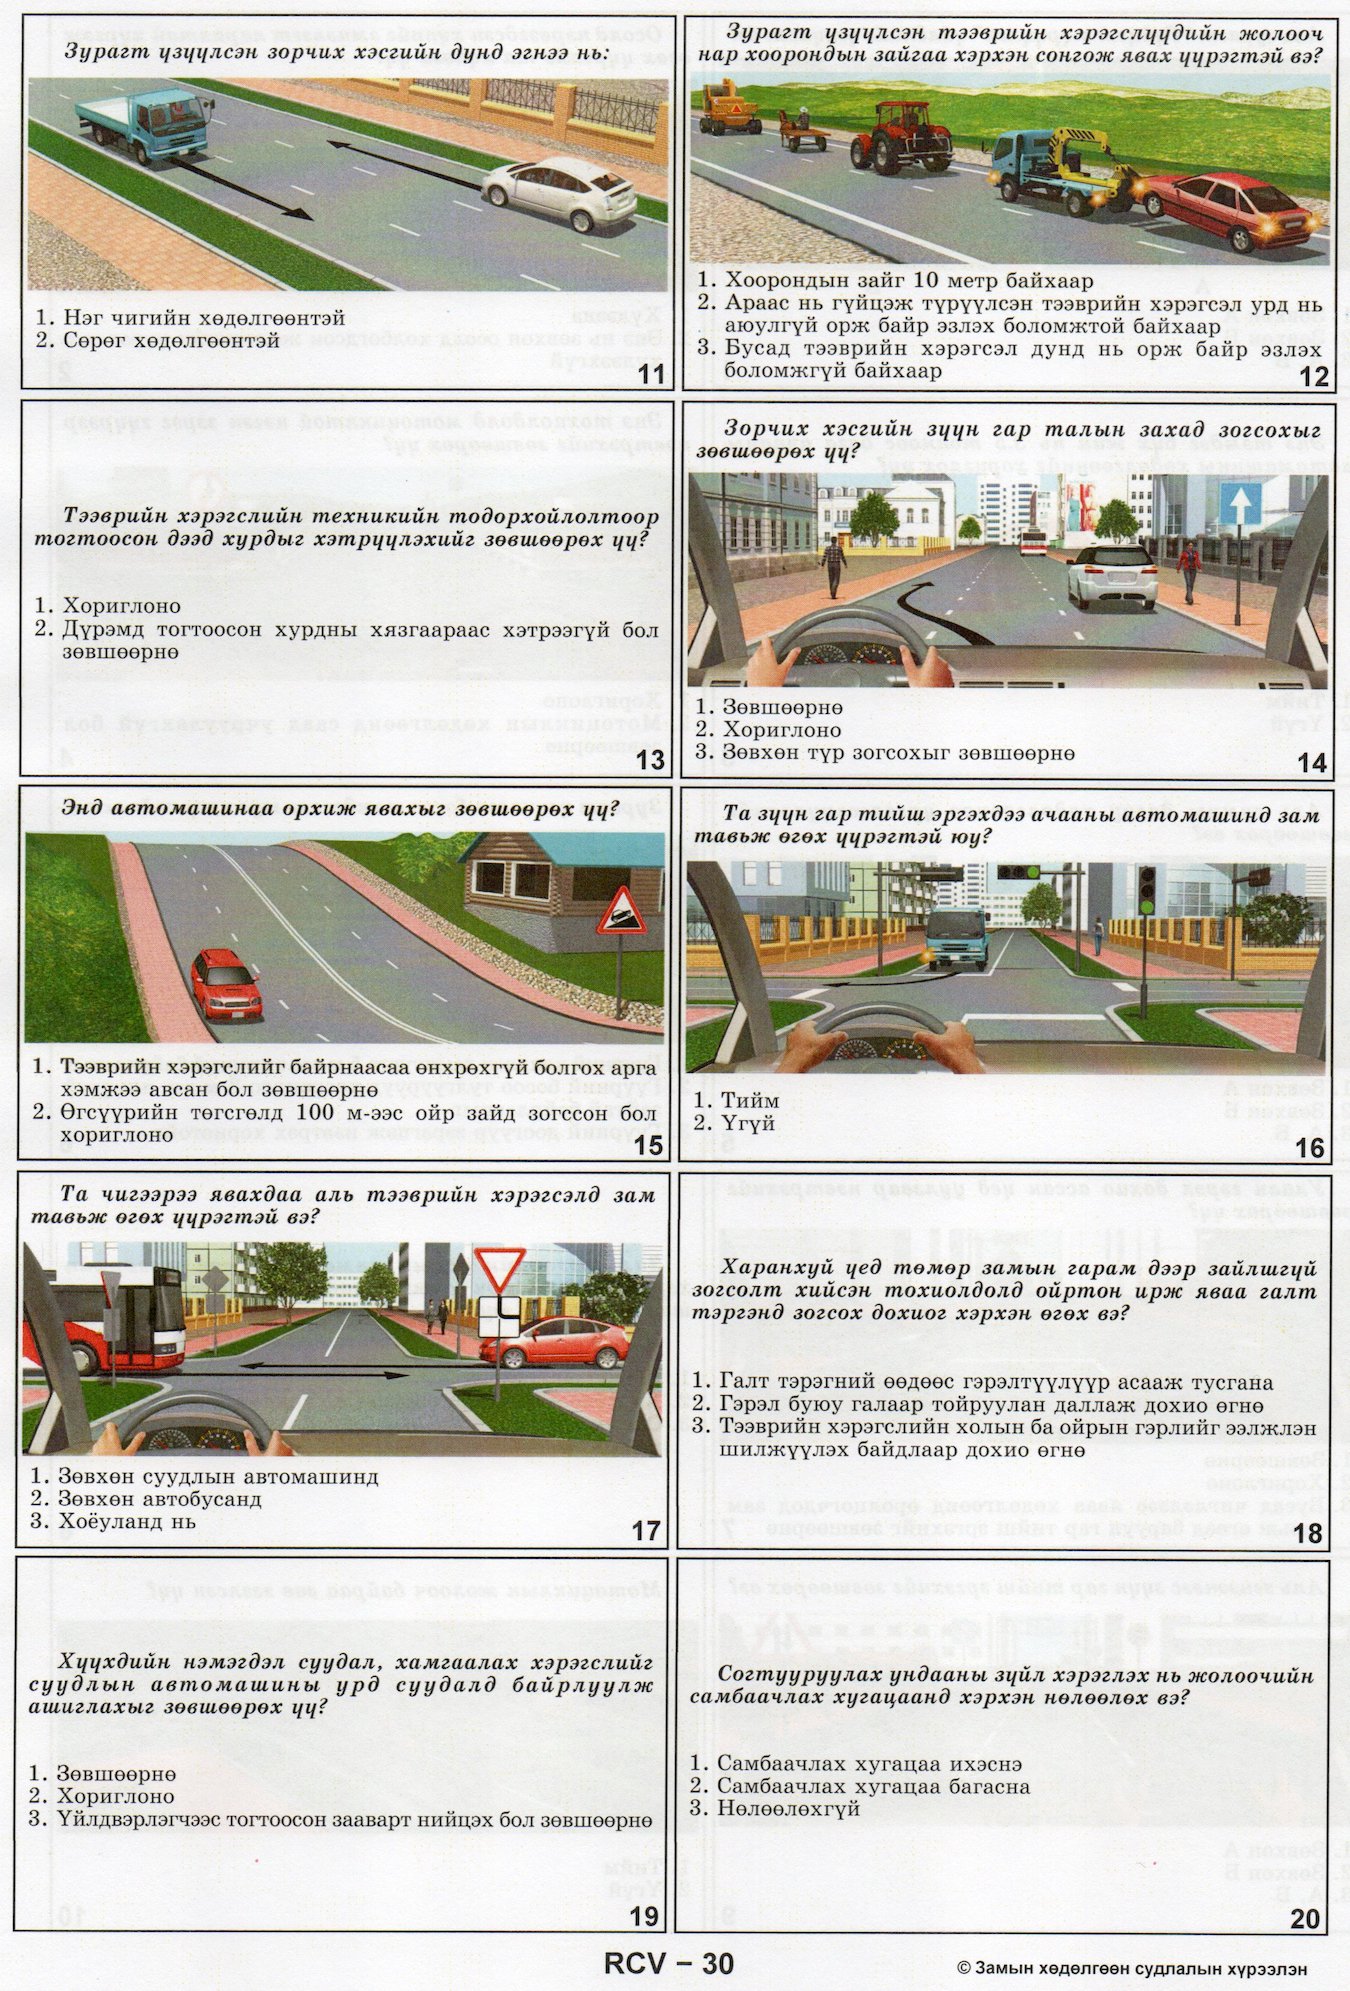 Зурагт үзүүлсэн зорчих хэсгийн дунд эгнээ нь:
1. Нэг чигийн хөдөлгөөнтэй
2. Сөрөг хөдөлгөөнтэй
11
Зурагт үзүүлсэн тээврийн хэрэгслүүдийн жолооч
нар хоорондын зайгаа хэрхэн сонгож явах үүрэгтэй вэ?
1. Хоорондын зайг 10 метр байхаар
2. Араас нь гүйцэж түрүүлсэн тээврийн хэрэгсэл урд нь
аюулгүй орж байр эзлэх боломжтой байхаар
3. Бусад тээврийн хэрэгсэл дунд нь орж байр эзлэх
боломжгүй байхаар
12
Тээврийн хэрэгслийн техникийн тодорхойлолтоор
тогтоосон дээд хурдыг хэтрүүлэхийг зөвшөөрөх үү?
1. Хориглоно
2. Дүрэмд тогтоосон хурдны хязгаараас хэтрээгүй бол
зөвшөөрнө
13
Зорчих хэсгийн зүүн гар талын захад зогсохыг
зөвшөөрөх үү?
1. Зөвшөөрнө
2. Хориглоно
3. Зөвхөн түр зогсохыг зөвшөөрнө
14
Энд автомашинаа орхиж явахыг зөвшөөрөх үү?
1. Тээврийн хэрэгслийг байрнаасаа өнхрөхгүй болгох арга
хэмжээ авсан бол зөвшөөрнө
2. Өгсүүрийн төгсгөлд 100 м-ээс ойр зайд зогссон бол
хориглоно
15
Та зүүн гар тийш эргэхдээ ачааны автомашинд зам
тавьж өгөх үүрэгтэй юу?
1. Тийм
2. Үгүй
16
Та чигээрээ явахдаа аль тээврийн хэрэгсэлд зам
тавьж өгөх үүрэгтэй вэ?
1. Зөвхөн суудлын автомашинд
2. Зөвхөн автобусанд
3. Хоёуланд нь
17
Харанхуй үед төмөр замын гарам дээр зайлшгүй
зогсолт хийсэн тохиолдолд ойртон ирж яваа галт
тэргэнд зогсох дохиог хэрхэн өгөх вэ?
1. Галт тэрэгний өөдөөс гэрэлтүүлүүр асааж тусгана
2. Гэрэл буюу галаар тойруулан даллаж дохио өгнө
3. Тээврийн хэрэгслийн холын ба ойрын гэрлийг ээлжлэн
шилжүүлэх байдлаар дохио өгнө
18
Хүүхдийн нэмэгдэл суудал, хамгаалах хэрэгслийг
суудлын автомашины урд суудалд байрлуулж
ашиглахыг зөвшөөрөх үү?
1. Зөвшөөрнө
2. Хориглоно
3. Үйлдвэрлэгчээс тогтоосон зааварт нийцэх бол зөвшөөрнө
19
Согтууруулах ундааны зүйл хэрэглэх нь жолоочийн
самбаачлах хугацаанд хэрхэн нөлөөлөх вэ?
1. Самбаачлах хугацаа ихэснэ
2. Самбаачлах хугацаа багасна
3. Нөлөөлөхгүй
20
RCV – 30
© Замын хөдөлгөөн судлалын хүрээлэн